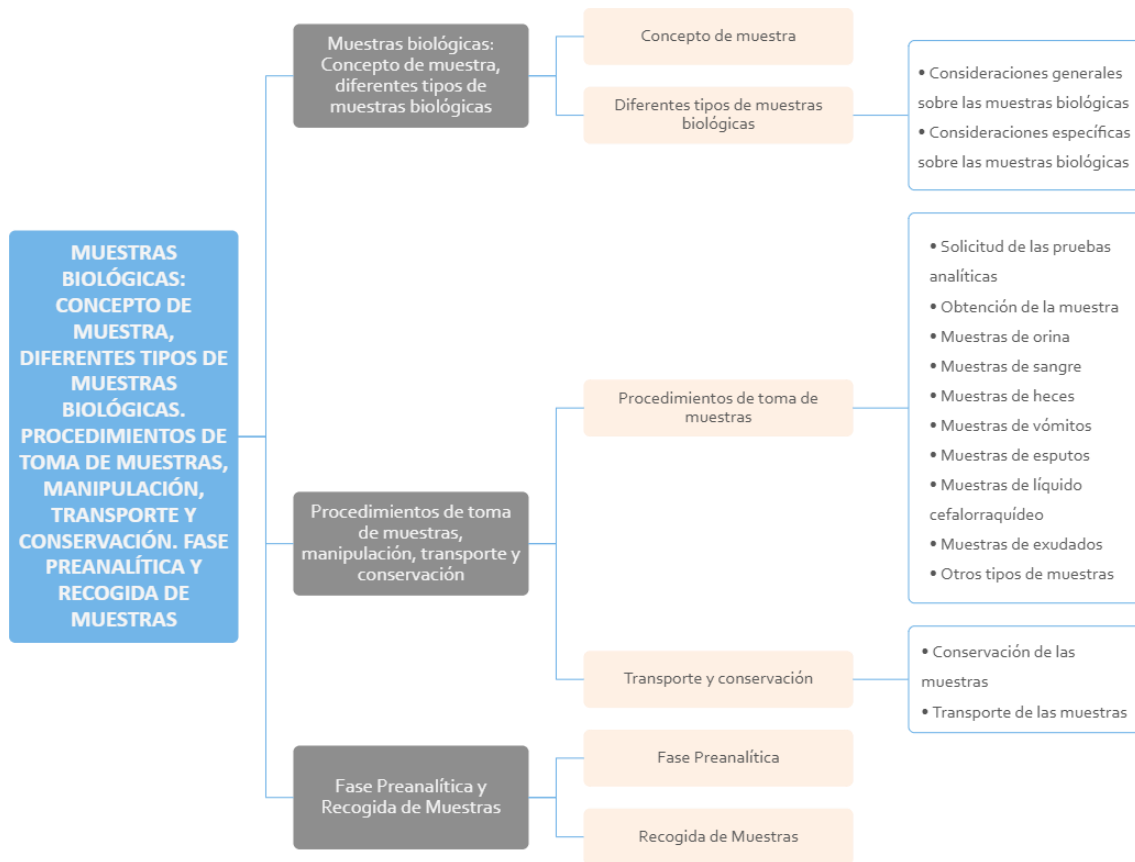 MUESTRAS
BIOLÓGICAS:
CONCEPTO DE
MUESTRA,
DIFERENTES TIPOS DE
MUESTRAS
BIOLÓGICAS.
PROCEDIMIENTOS DE
TOMA DE MUESTRAS,
MANIPULACIÓN,
TRANSPORTE Y
CONSERVACIÓN. FASE
PREANALÍTICA Y
RECOGIDA DE
MUESTRAS
Muestras biológicas:
Concepto de muestra,
diferentes tipos de
muestras biológicas
Concepto de muestra
Diferentes tipos de muestras
biológicas
• Consideraciones generales
sobre las muestras biológicas
• Consideraciones específicas
sobre las muestras biológicas
Procedimientos de toma
de muestras,
manipulación, transporte y
conservación
Procedimientos de toma de
muestras
• Solicitud de las pruebas
analíticas
• Obtención de la muestra
• Muestras de orina
• Muestras de sangre
• Muestras de heces
• Muestras de vómitos
• Muestras de esputos
• Muestras de líquido
cefalorraquídeo
• Muestras de exudados
• Otros tipos de muestras
Transporte y conservación
• Conservación de las
muestras
• Transporte de las muestras
Fase Preanalítica y
Recogida de Muestras
Fase Preanalítica
Recogida de Muestras